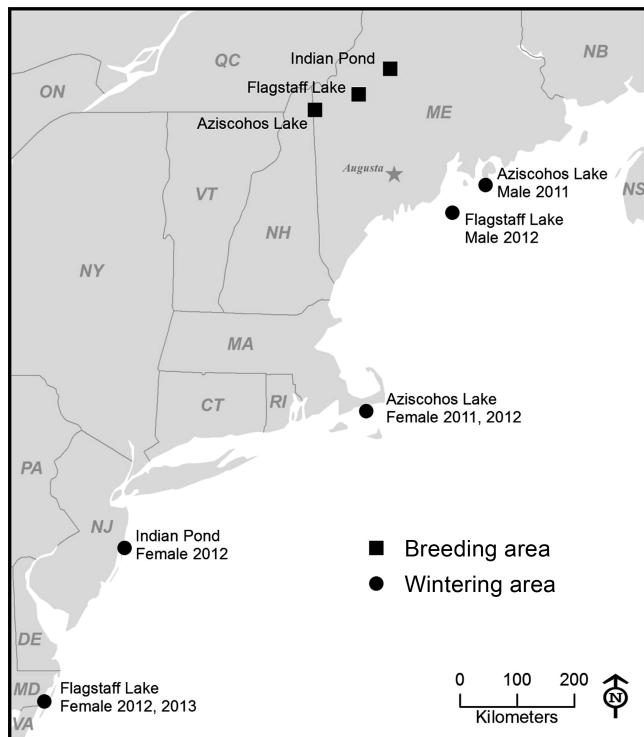 QC
NB
ON
Indian Pond
Flagstaff Lake
Aziscohos Lake
ME
Augusta
Aziscohos Lake
Male 2011
NS
Flagstaff Lake
Male 2012
VT
NH
NY
MA
CT
RI
Aziscohos Lake
Female 2011, 2012
PA
NJ
Indian Pond
Female 2012
Breeding area
Wintering area
DE
MD
Flagstaff Lake
Female 2012, 2013
VA
0 100 200
Kilometers
N